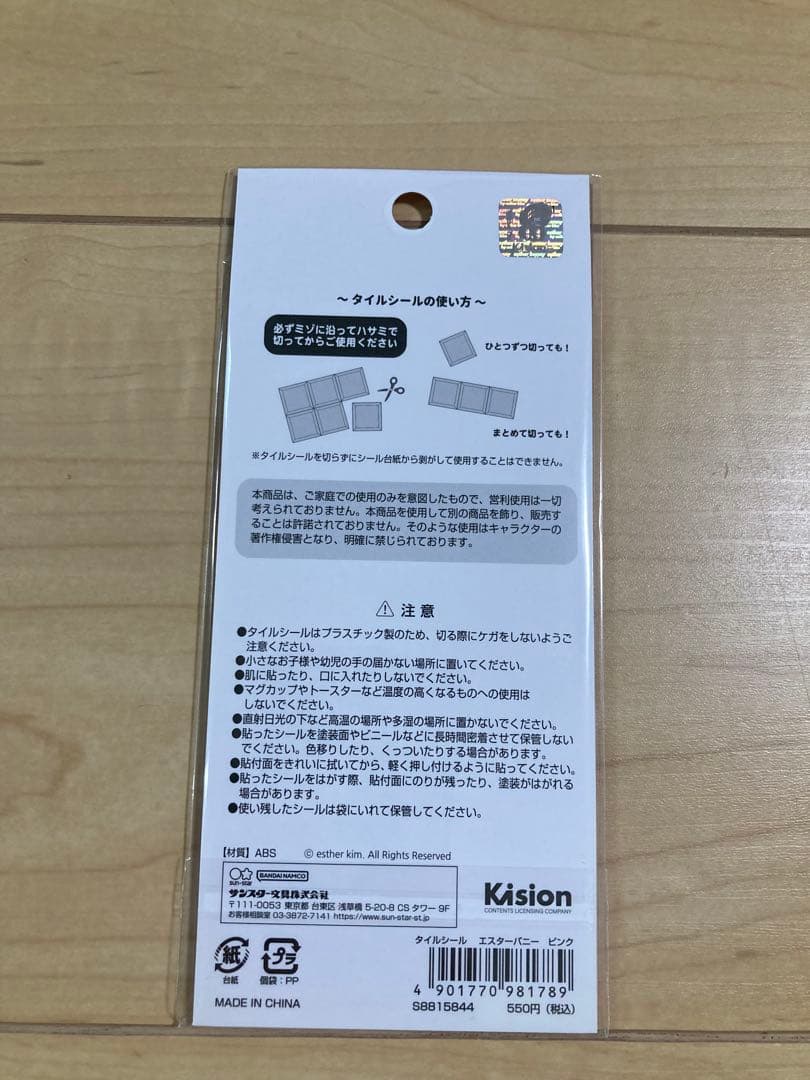 ～ タイルシールの使い方 ～
必ずミゾに沿ってハサミで
切ってからご使用ください
ひとつずつ切っても！
まとめて切っても！
※タイルシールを切らずにシール台紙から剥がして使用することはできません。
本商品は、ご家庭での使用のみを意図したもので、営利使用は一切
考えられておりません。本商品を使用して別の商品を飾り、販売す
ることは許諾されておりません。そのような使用はキャラクターの
著作権侵害となり、明確に禁じられております。
⚠ 注意
●タイルシールはプラスチック製のため、切る際にケガをしないようご
注意ください。
●小さなお子様や幼児の手の届かない場所に置いてください。
●肌に貼ったり、口に入れたりしないでください。
●マグカップやトースターなど温度の高くなるものへの使用は
しないでください。
●直射日光の下など高温の場所や多湿の場所に置かないでください。
●貼ったシールを塗装面やビニールなどに長時間密着させて保管しない
でください。色移りしたり、くっついたりする場合があります。
●貼付面をきれいに拭いてから、軽く押し付けるように貼ってください。
●貼ったシールをはがす際、貼付面にのりが残ったり、塗装がはがれる
場合があります。
●使い残したシールは袋にいれて保管してください。
【材質】ABS © esther kim. All Rights Reserved
sun-star BANDAI NAMCO
サンスター文具株式会社
〒111-0053 東京都 台東区 浅草橋 5-20-8 CS タワー 9F
お客様相談室 03-3872-7141 https://www.sun-star-st.jp
Kision
CONTENTS LICENSING COMPANY
タイルシール エスターバニー ピンク
紙 プラ
台紙 個袋：PP
4 901770 981789
MADE IN CHINA
S8815844 550円（税込）